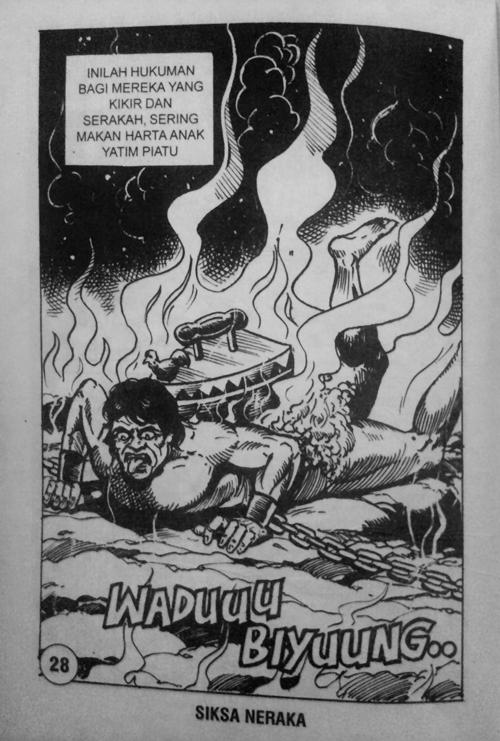 INILAH HUKUMAN
BAGI MEREKA YANG
KIKIR DAN
SERAKAH, SERING
MAKAN HARTA ANAK
YATIM PIATU
WADUUU
BIYUUNG..
28
SIKSA NERAKA